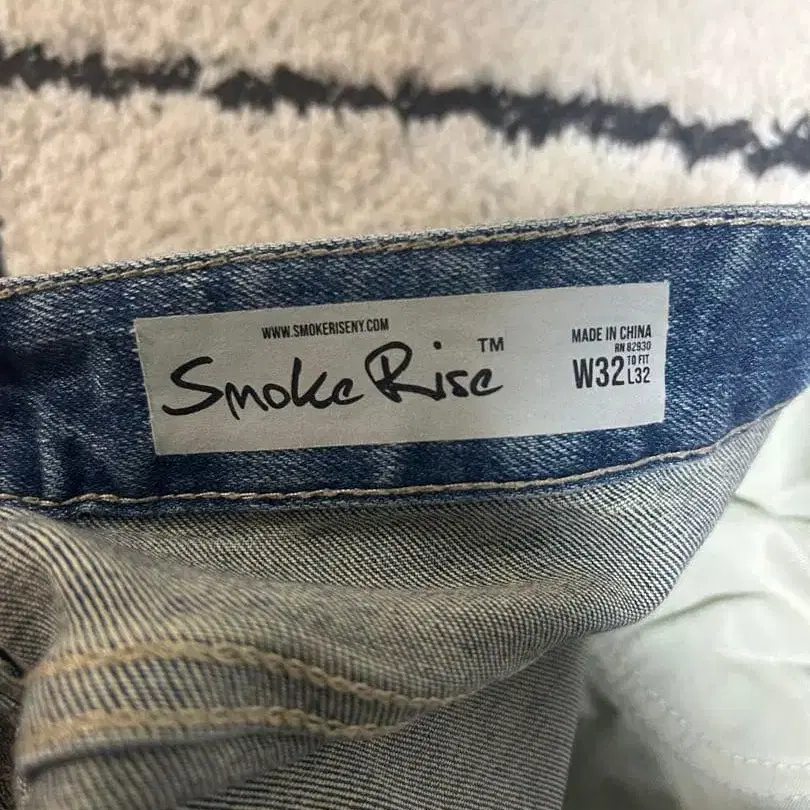 WWW.SMOKERISENY.COM
Smoke Rise™
MADE IN CHINA
RN 82930
W32 TO FIT L32